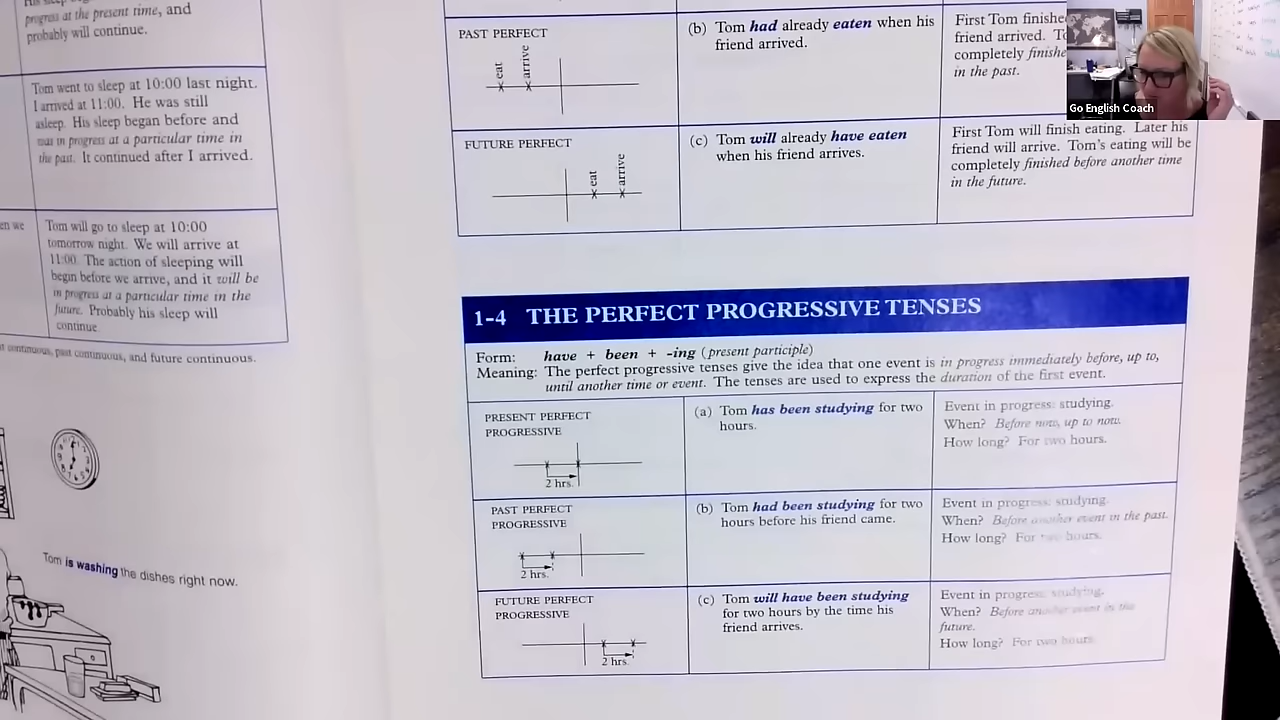 progress at the present time, and
probably will continue.
Tom went to sleep at 10:00 last night.
I arrived at 11:00. He was still
asleep. His sleep began before and
was in progress at a particular time in
the past. It continued after I arrived.
en we
Tom will go to sleep at 10:00
tomorrow night. We will arrive at
11:00. The action of sleeping will
begin before we arrive, and it will be
in progress at a particular time in the
future. Probably his sleep will
continue.
continuous, past continuous, and future continuous.
Tom is washing the dishes right now.
PAST PERFECT
eat
arrive
(b) Tom had already eaten when his
friend arrived.
First Tom
friend arrived.
completely
in the past.
FUTURE PERFECT
eat
arrive
(c) Tom will already have eaten
when his friend arrives.
First Tom will finish eating. Later his
friend will arrive. Tom's eating will be
completely finished before another time
in the future.
1-4 THE PERFECT PROGRESSIVE TENSES
Form: have + been + -ing (present participle)
Meaning: The perfect progressive tenses give the idea that one event is in progress immediately before, up to,
until another time or event. The tenses are used to express the duration of the first event.
PRESENT PERFECT
PROGRESSIVE
2 hrs.
(a) Tom has been studying for two
hours.
Event in progress: studying.
When? Before now, up to now.
How long? For two hours.
PAST PERFECT
PROGRESSIVE
2 hrs.
(b) Tom had been studying for two
hours before his friend came.
Event in progress: studying.
When? Before another event in the past.
How long? For two hours.
FUTURE PERFECT
PROGRESSIVE
2 hrs.
(c) Tom will have been studying
for two hours by the time his
friend arrives.
Event in progress: studying.
When? Before another event in the
future.
How long? For two hours.
Go English Coach